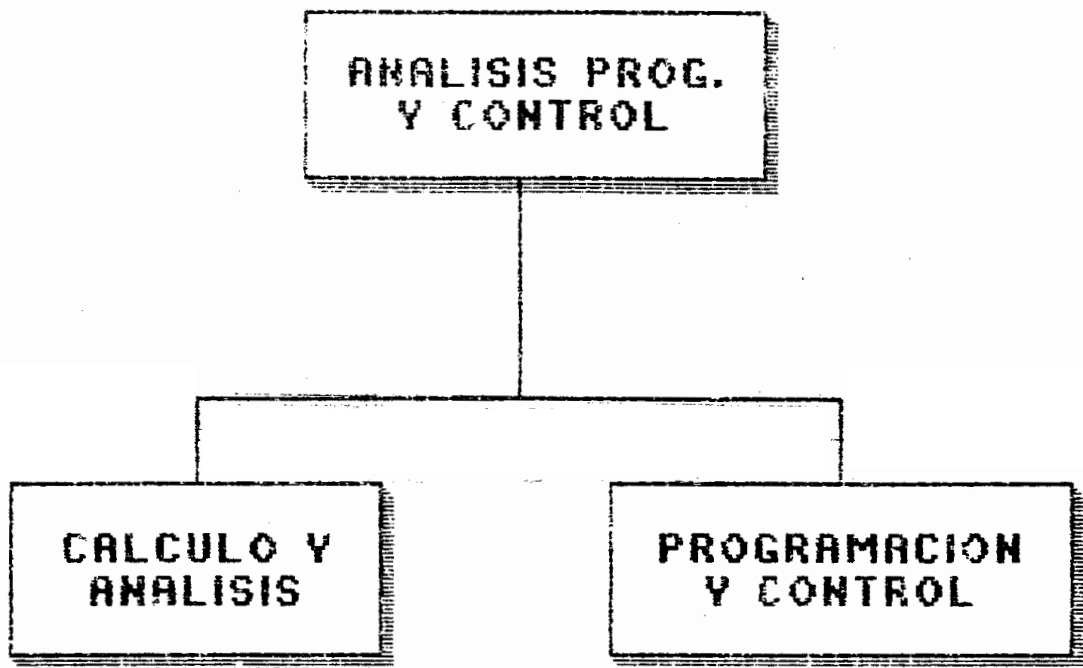 ANALISIS PROG.
Y CONTROL
CALCULO Y
ANALISIS
PROGRAMACION
Y CONTROL